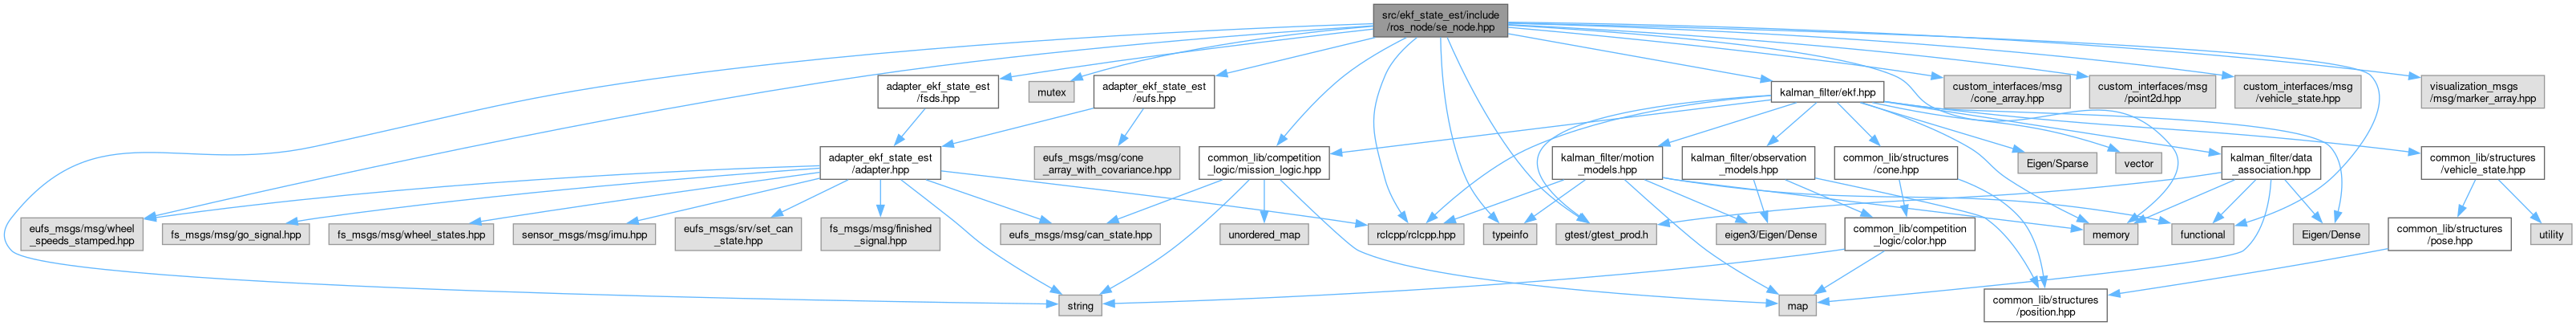 src/ekf_state_est/include
/ros_node/se_node.hpp
adapter_ekf_state_est
/fsds.hpp
mutex
adapter_ekf_state_est
/eufs.hpp
kalman_filter/ekf.hpp
custom_interfaces/msg
/cone_array.hpp
custom_interfaces/msg
/point2d.hpp
custom_interfaces/msg
/vehicle_state.hpp
visualization_msgs
/msg/marker_array.hpp
adapter_ekf_state_est
/adapter.hpp
eufs_msgs/msg/cone
_array_with_covariance.hpp
common_lib/competition
_logic/mission_logic.hpp
kalman_filter/motion
_models.hpp
kalman_filter/observation
_models.hpp
common_lib/structures
/cone.hpp
Eigen/Sparse
vector
kalman_filter/data
_association.hpp
common_lib/structures
/vehicle_state.hpp
eufs_msgs/msg/wheel
_speeds_stamped.hpp
fs_msgs/msg/go_signal.hpp
fs_msgs/msg/wheel_states.hpp
sensor_msgs/msg/imu.hpp
eufs_msgs/srv/set_can
_state.hpp
fs_msgs/msg/finished
_signal.hpp
eufs_msgs/msg/can_state.hpp
unordered_map
rclcpp/rclcpp.hpp
typeinfo
gtest/gtest_prod.h
eigen3/Eigen/Dense
common_lib/competition
_logic/color.hpp
memory
functional
Eigen/Dense
common_lib/structures
/pose.hpp
utility
string
map
common_lib/structures
/position.hpp